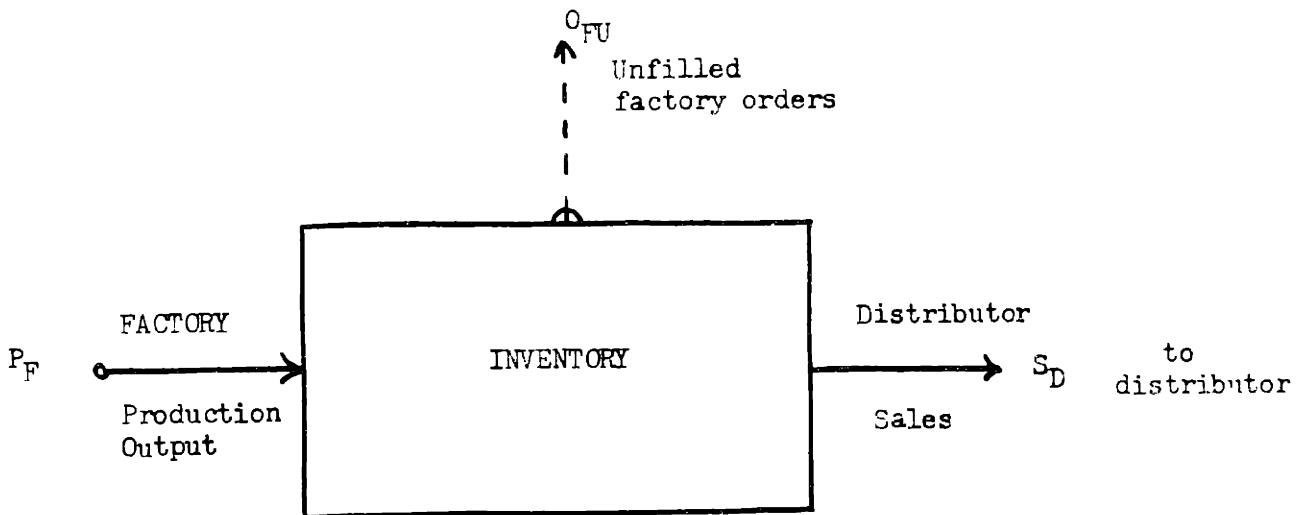 O_FU
Unfilled
factory orders
FACTORY
P_F
Production
Output
INVENTORY
Distributor
S_D
Sales
to
distributor